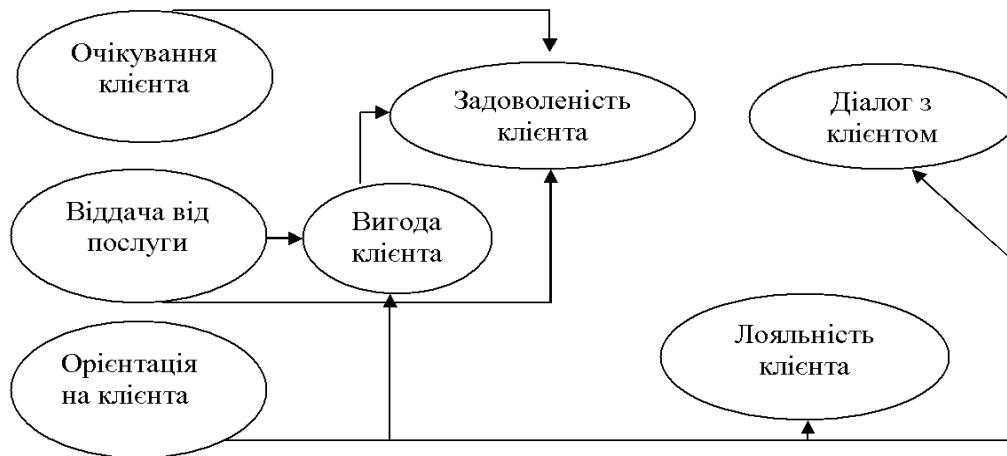 Очікування
клієнта
Задоволеність
клієнта
Діалог з
клієнтом
Віддача від
послуги
Вигода
клієнта
Лояльність
клієнта
Орієнтація
на клієнта